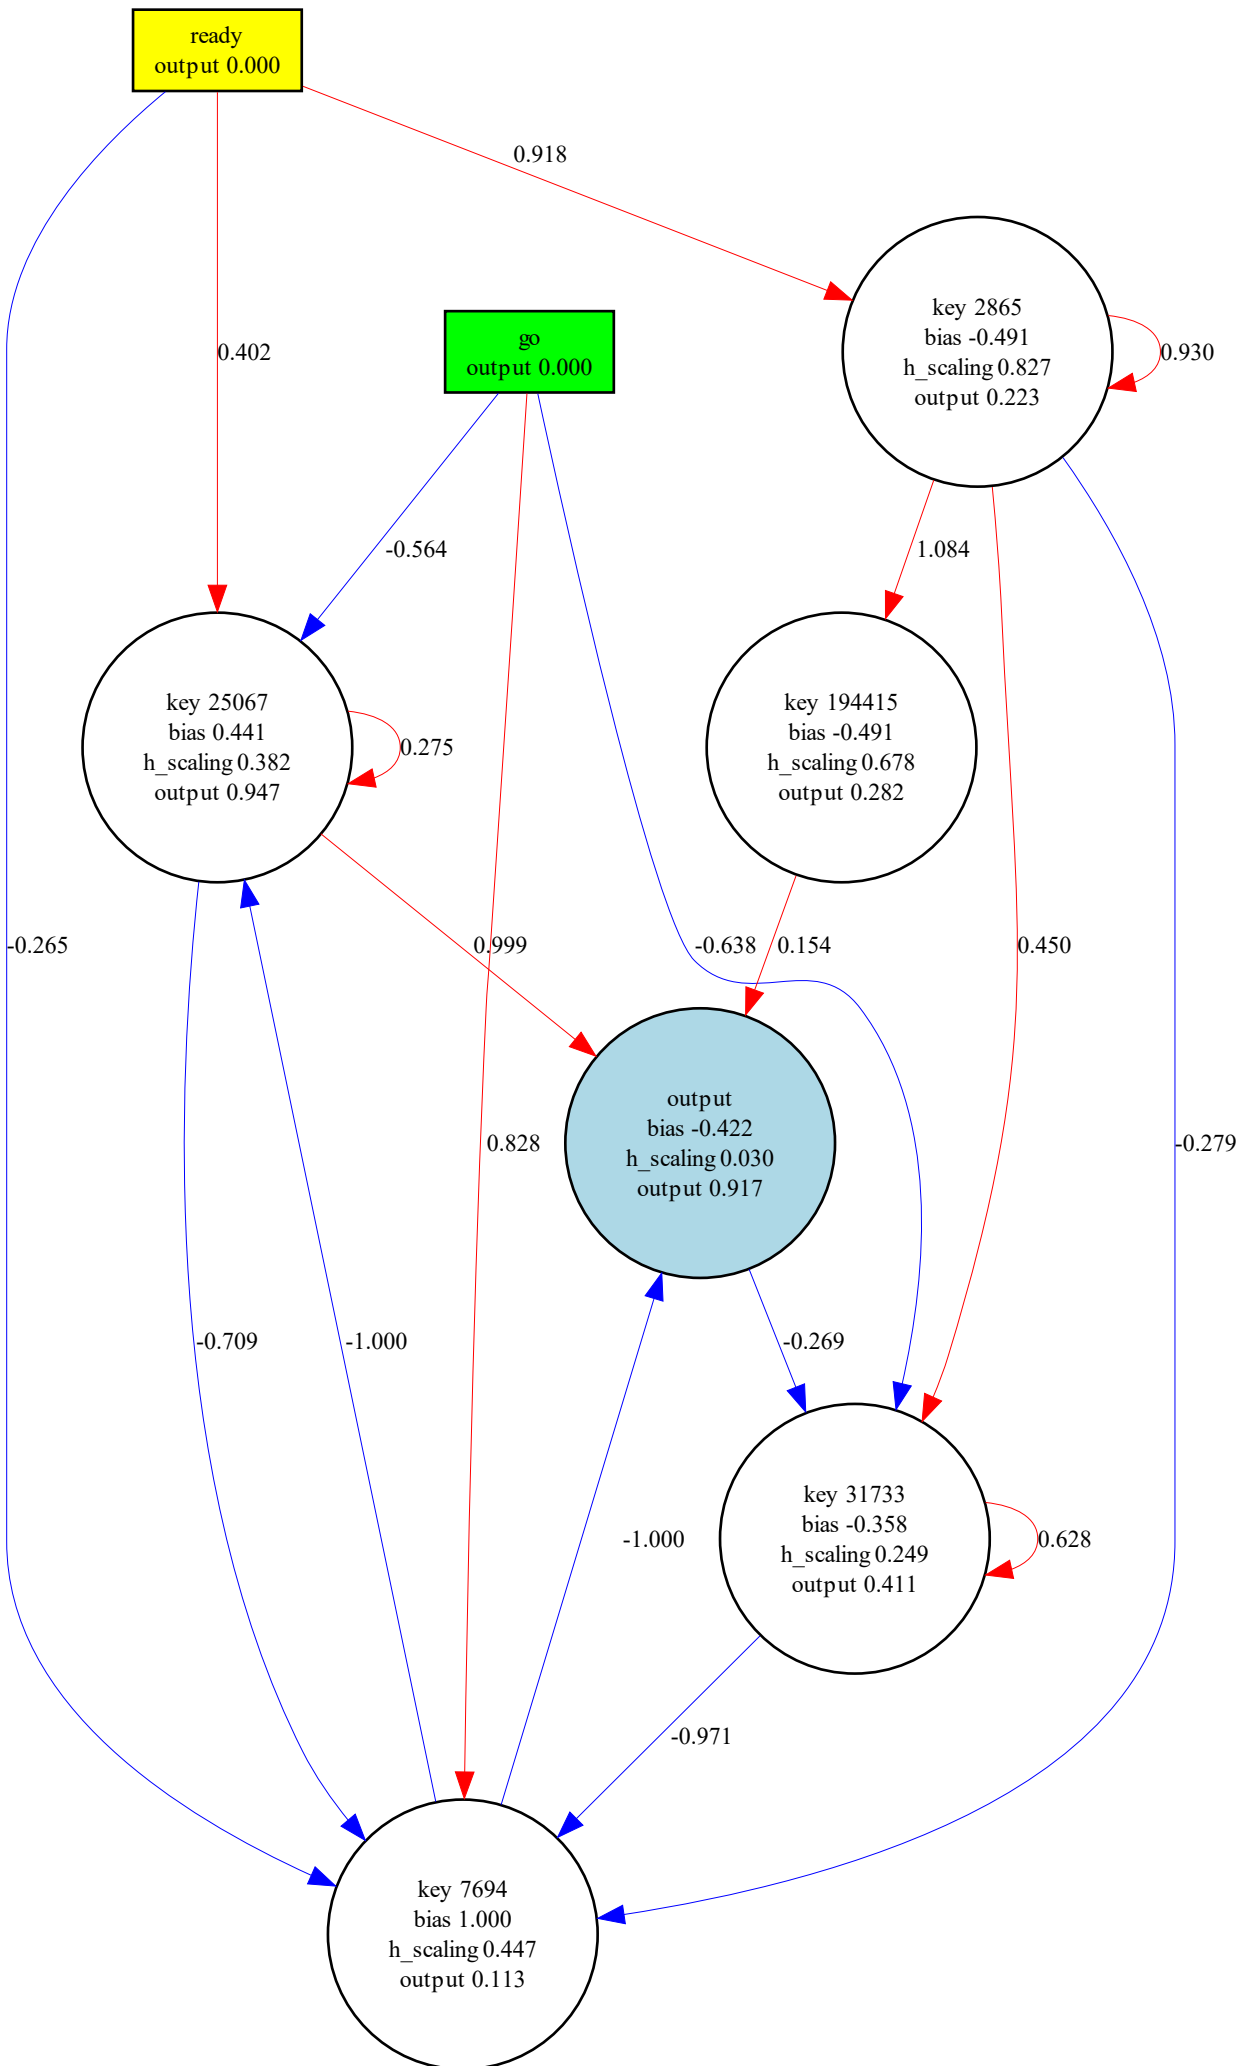 ready
output 0.000
0.918
key 2865
bias -0.491
h_scaling 0.827
output 0.223
0.930
go
output 0.000
0.402
-0.564
1.084
key 25067
bias 0.441
h_scaling 0.382
output 0.947
0.275
key 194415
bias -0.491
h_scaling 0.678
output 0.282
-0.265
0.999
-0.638
0.154
0.450
output
bias -0.422
h_scaling 0.030
output 0.917
0.828
-0.279
-0.709
-1.000
-0.269
key 31733
bias -0.358
h_scaling 0.249
output 0.411
-1.000
0.628
-0.971
key 7694
bias 1.000
h_scaling 0.447
output 0.113